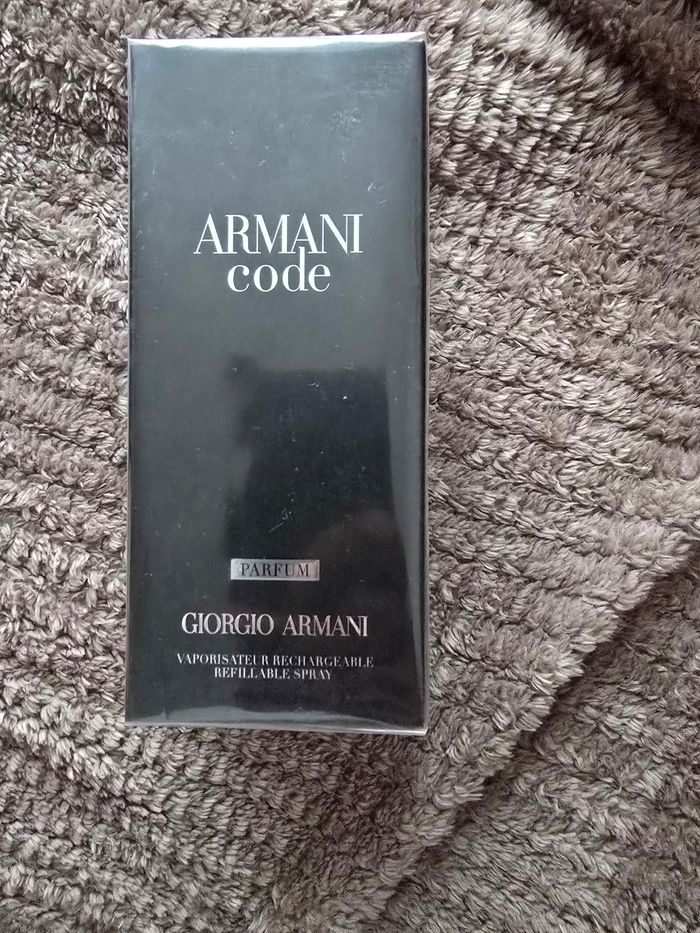 ARMANI
code
PARFUM
GIORGIO ARMANI
VAPORISATEUR RECHARGEABLE
REFILLABLE SPRAY